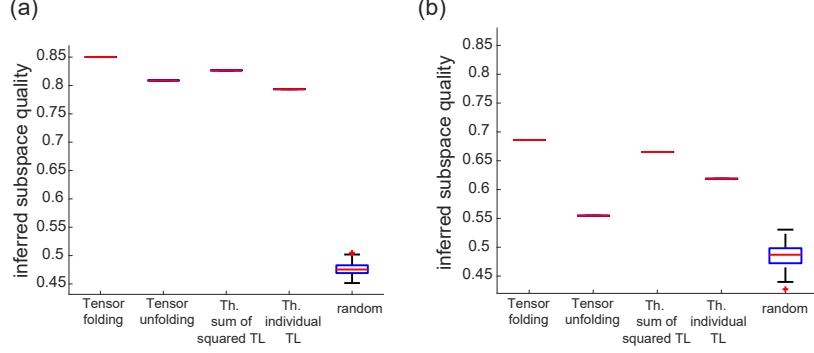 (a)
inferred subspace quality
0.85
0.8
0.75
0.7
0.65
0.6
0.55
0.5
0.45
Tensor
folding
Tensor
unfolding
Th.
sum of
squared TL
Th.
individual
TL
random
(b)
inferred subspace quality
0.85
0.8
0.75
0.7
0.65
0.6
0.55
0.5
0.45
Tensor
folding
Tensor
unfolding
Th.
sum of
squared TL
Th.
individual
TL
random